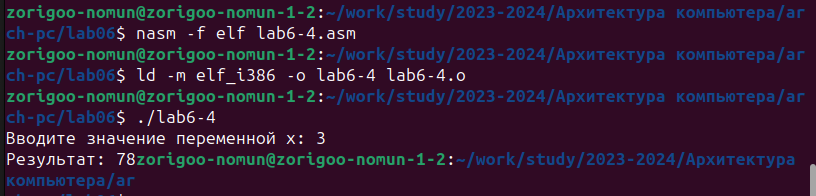 zorigoo-nomun@zorigoo-nomun-1-2:~/work/study/2023-2024/Архитектура компьютера/ar
ch-pc/lab06$ nasm -f elf lab6-4.asm
zorigoo-nomun@zorigoo-nomun-1-2:~/work/study/2023-2024/Архитектура компьютера/ar
ch-pc/lab06$ ld -m elf_i386 -o lab6-4 lab6-4.o
zorigoo-nomun@zorigoo-nomun-1-2:~/work/study/2023-2024/Архитектура компьютера/ar
ch-pc/lab06$ ./lab6-4
Вводите значение переменной х: 3
Результат: 78zorigoo-nomun@zorigoo-nomun-1-2:~/work/study/2023-2024/Архитектура
компьютера/ar